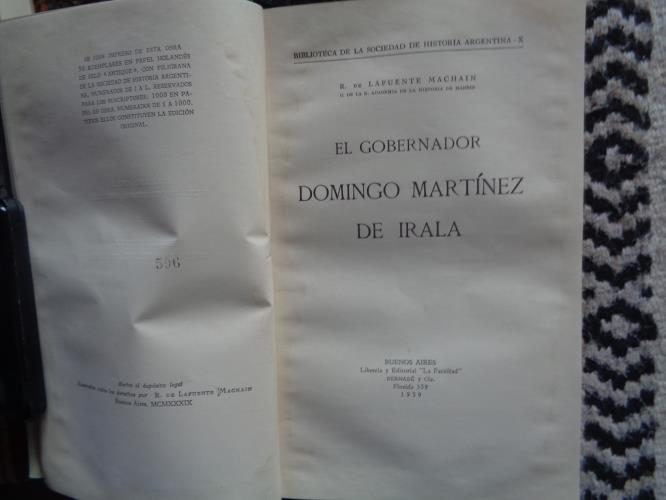 SE HAN IMPRESO DE ESTA OBRA
50 EJEMPLARES EN PAPEL HOLANDÉS
DE HILO "ANTIQUE", CON FILIGRANA
DE LA SOCIEDAD DE HISTORIA ARGENTI-
NA, NUMERADOS DE I A L, RESERVADOS
PARA LOS SUSCRIPTORES; 1000 EN PA-
PEL DE OBRA, NUMERADOS DE 1 A 1000.
TODOS ELLOS CONSTITUYEN LA EDICIÓN
ORIGINAL.
596
Hecho el depósito legal
derechos por R. DE LAFUENTE MACHAIN
Buenos Aires, MCMXXXIX
BIBLIOTECA DE LA SOCIEDAD DE HISTORIA ARGENTINA - X
R. DE LAFUENTE MACHAIN
C. DE LA R. ACADEMIA DE LA HISTORIA DE MADRID
EL GOBERNADOR
DOMINGO MARTÍNEZ
DE IRALA
BUENOS AIRES
Librería y Editorial "La Facultad"
BERNABÉ y Cía.
Florida 359
1939